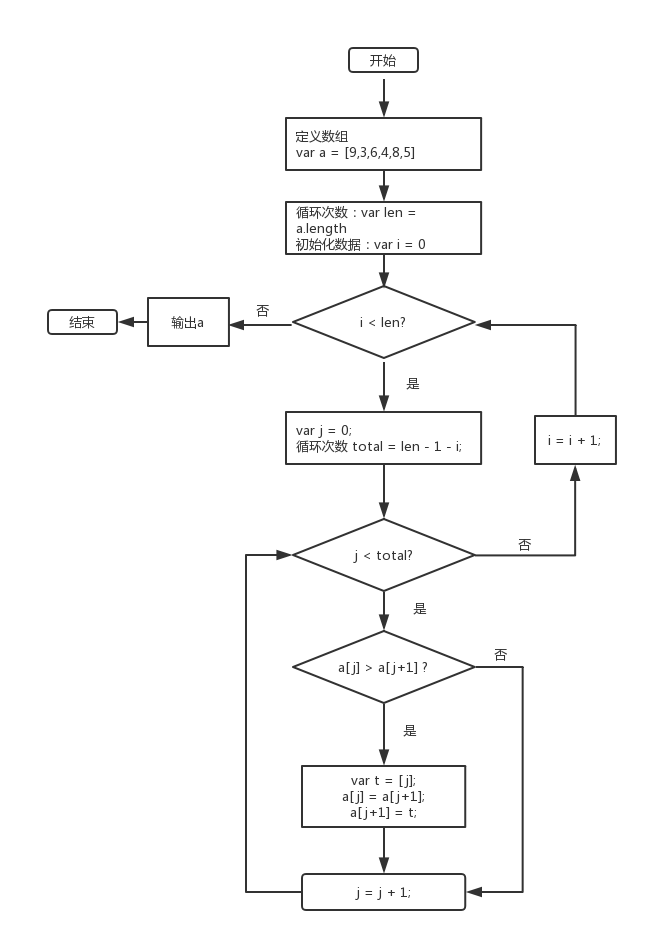 开始
定义数组
var a = [9,3,6,4,8,5]
循环次数：var len =
a.length
初始化数据：var i = 0
i < len?
否
输出a
结束
是
var j = 0;
循环次数 total = len - 1 - i;
i = i + 1;
j < total?
否
是
a[j] > a[j+1] ?
否
是
var t = [j];
a[j] = a[j+1];
a[j+1] = t;
j = j + 1;